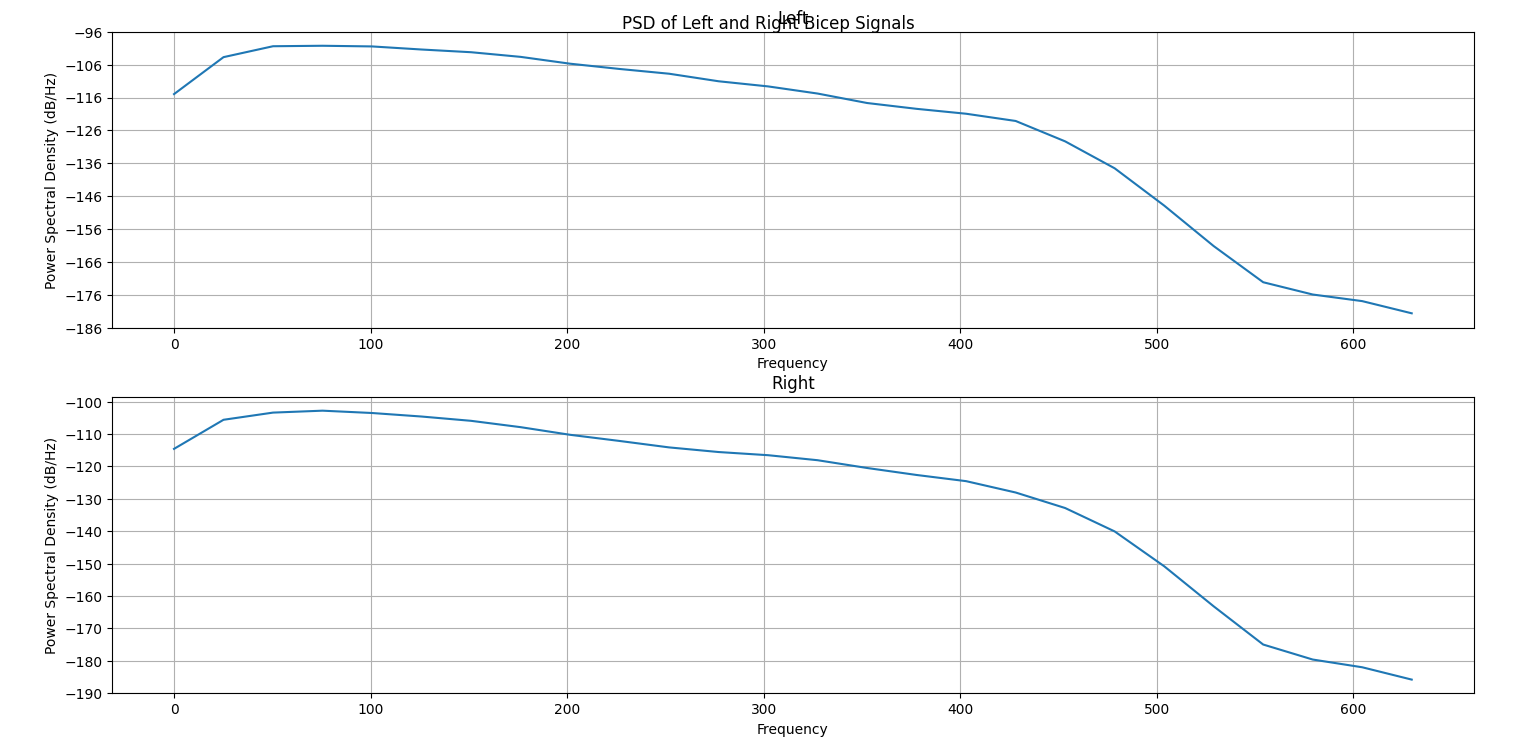 Left
PSD of Left and Right Bicep Signals
Power Spectral Density (dB/Hz)
−96
−106
−116
−126
−136
−146
−156
−166
−176
−186
0 100 200 300 400 500 600
Frequency
Right
Power Spectral Density (dB/Hz)
−100
−110
−120
−130
−140
−150
−160
−170
−180
−190
0 100 200 300 400 500 600
Frequency